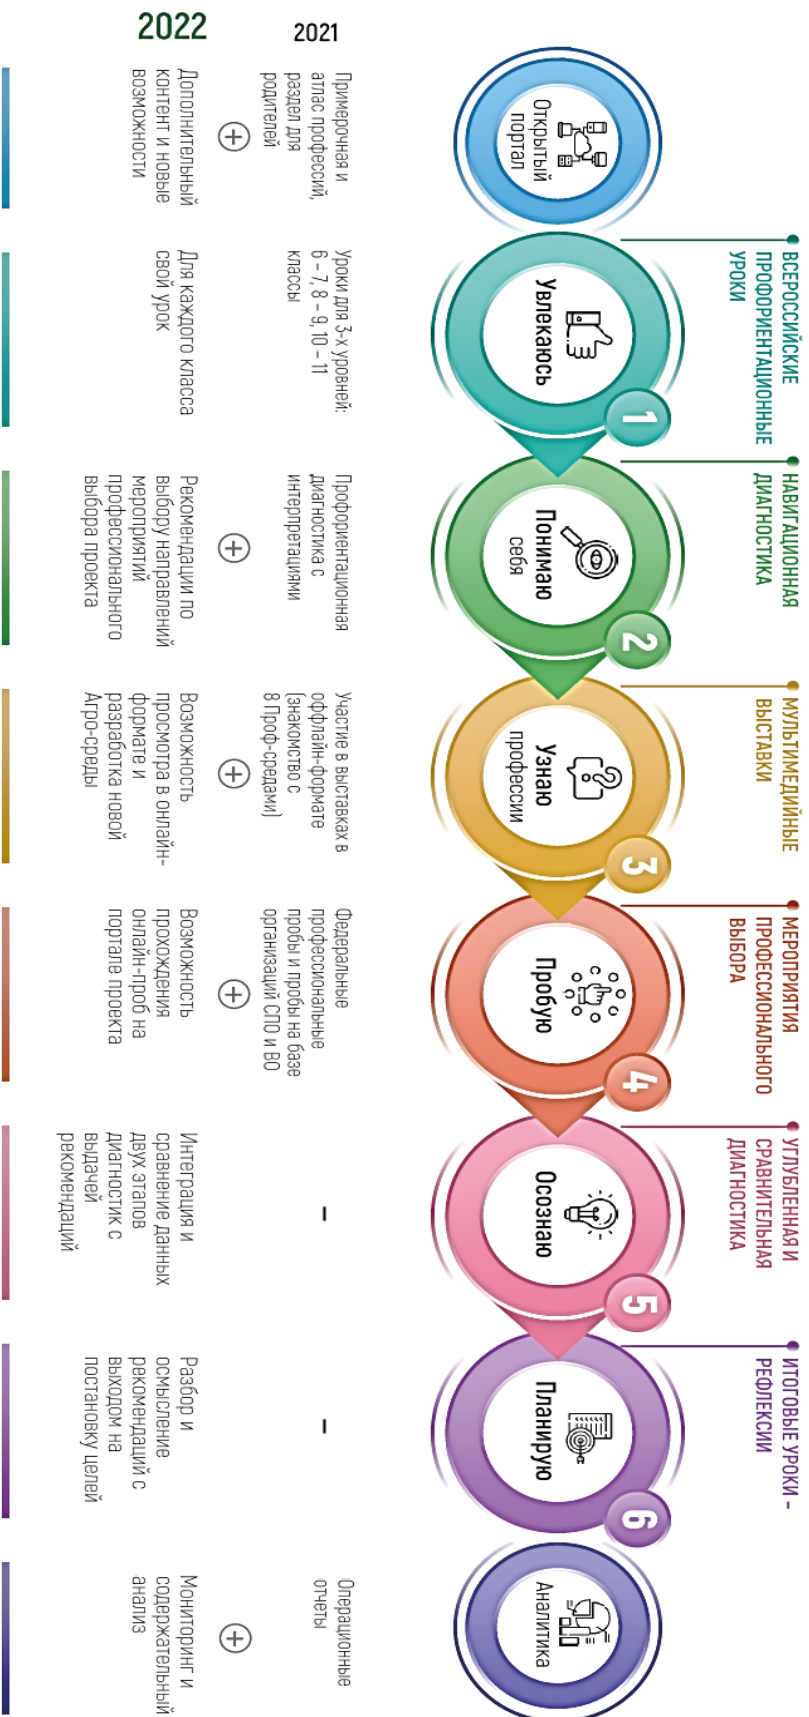 ВСЕРОССИЙСКИЕ
ПРОФОРИЕНТАЦИОННЫЕ
УРОКИ
НАВИГАЦИОННАЯ
ДИАГНОСТИКА
МУЛЬТИМЕДИЙНЫЕ
ВЫСТАВКИ
МЕРОПРИЯТИЯ
ПРОФЕССИОНАЛЬНОГО
ВЫБОРА
УГЛУБЛЕННАЯ И
СРАВНИТЕЛЬНАЯ
ДИАГНОСТИКА
ИТОГОВЫЕ УРОКИ –
РЕФЛЕКСИИ
Открытый
портал
Увлекаюсь
1
Понимаю
себя
2
Узнаю
профессии
3
Пробую
4
Осознаю
5
Планирую
6
Аналитика
2021
Примерочная и
атлас профессий,
раздел для
родителей
Уроки для 3-х уровней:
6 – 7, 8 – 9, 10 – 11
классы
Профориентационная
диагностика с
интерпретациями
Участие в выставках в
оффлайн-формате
(знакомство с
8 Проф-средами)
Федеральные
профессиональные
пробы и пробы на базе
организаций СПО и ВО
–
–
Операционные
отчеты
+
+
+
+
+
2022
Дополнительный
контент и новые
возможности
Для каждого класса
свой урок
Рекомендации по
выбору направлений
мероприятий
профессионального
выбора проекта
Возможность
просмотра в онлайн-
формате и
разработка новой
Агро-среды
Возможность
прохождения
онлайн-проб на
портале проекта
Интеграция и
сравнение данных
двух этапов
диагностик с
выдачей
рекомендаций
Разбор и
осмысление
рекомендаций с
выходом на
постановку целей
Мониторинг и
содержательный
анализ